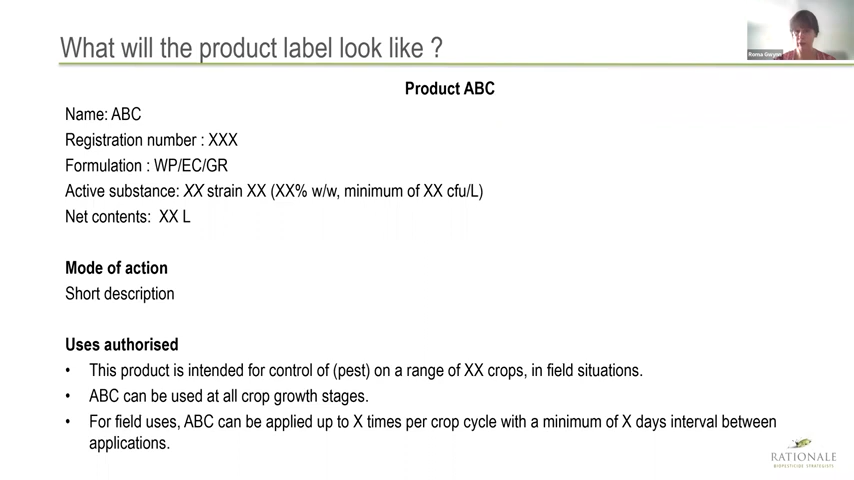 What will the product label look like ?
Roma Gwynn
Product ABC
Name: ABC
Registration number : XXX
Formulation : WP/EC/GR
Active substance: XX strain XX (XX% w/w, minimum of XX cfu/L)
Net contents: XX L
Mode of action
Short description
Uses authorised
• This product is intended for control of (pest) on a range of XX crops, in field situations.
• ABC can be used at all crop growth stages.
• For field uses, ABC can be applied up to X times per crop cycle with a minimum of X days interval between
applications.
RATIONALE
BIOPESTICIDE STRATEGISTS